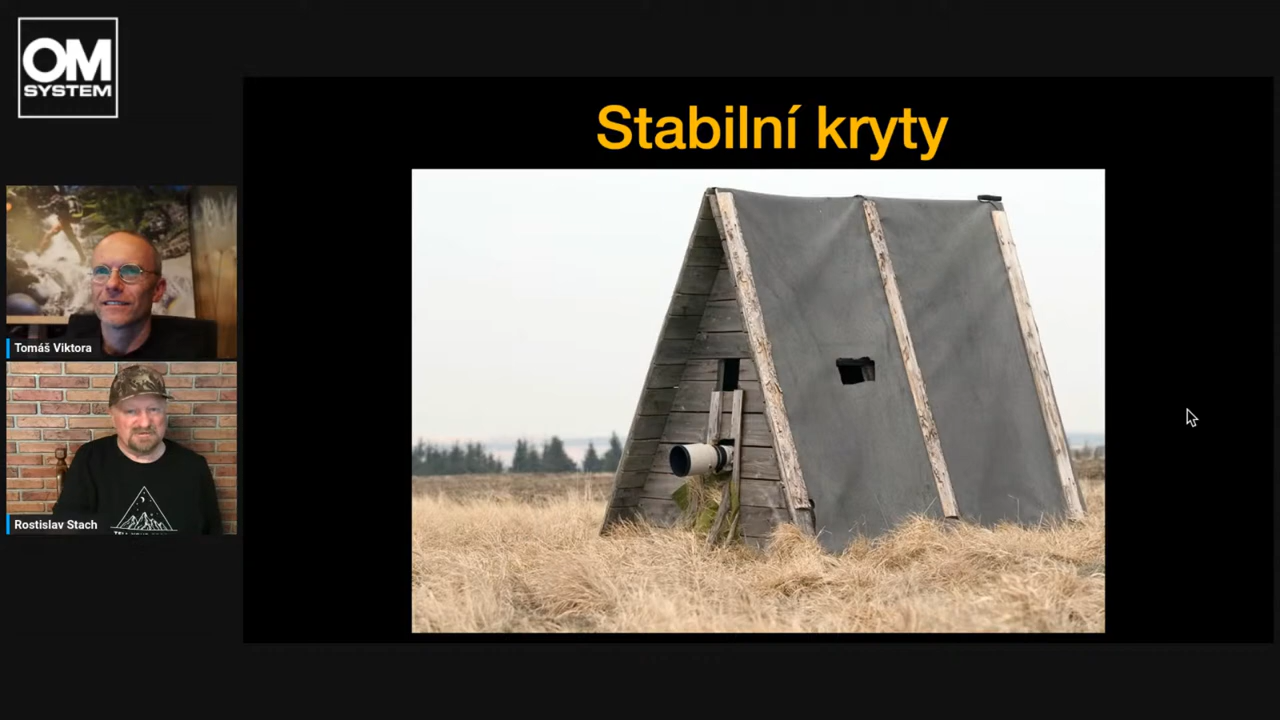 OM
SYSTEM
Stabilní kryty
Tomáš Viktora
Rostislav Stach